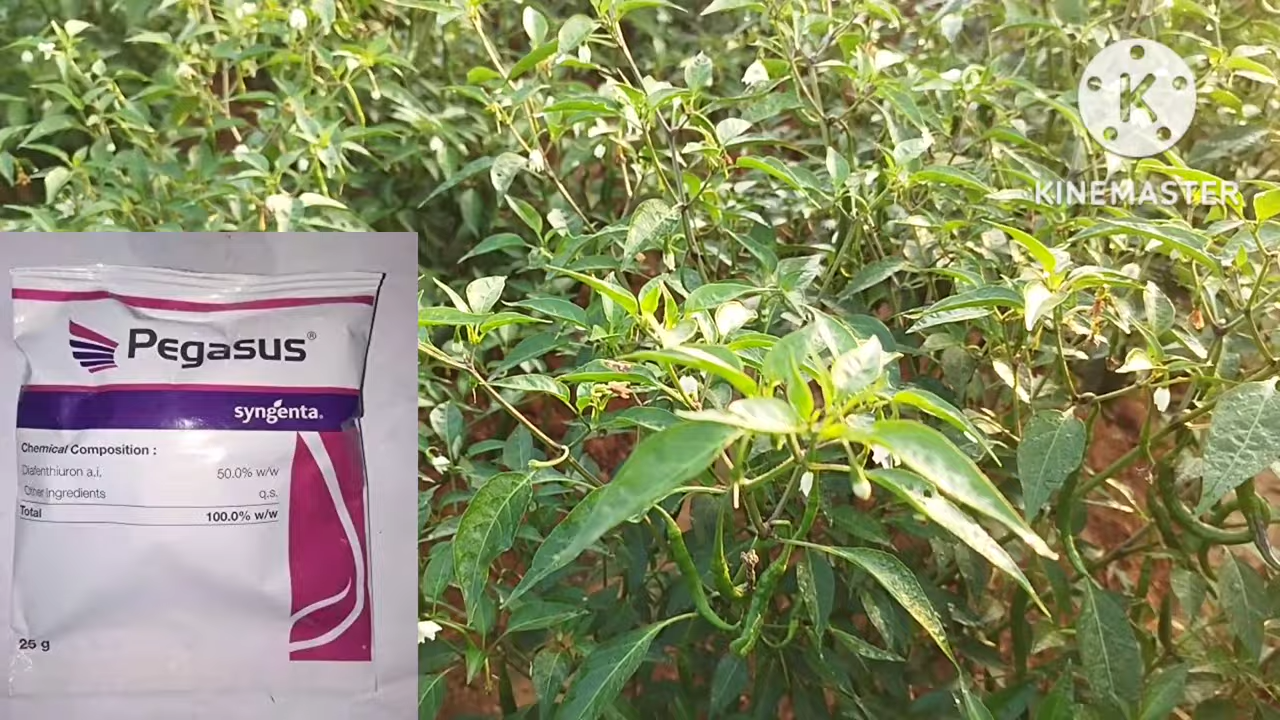 K
KINEMASTER
Pegasus®
syngenta®
Chemical Composition :
Diafenthiuron a.i. 50.0% w/w
Other Ingredients q.s.
Total 100.0% w/w
25 g